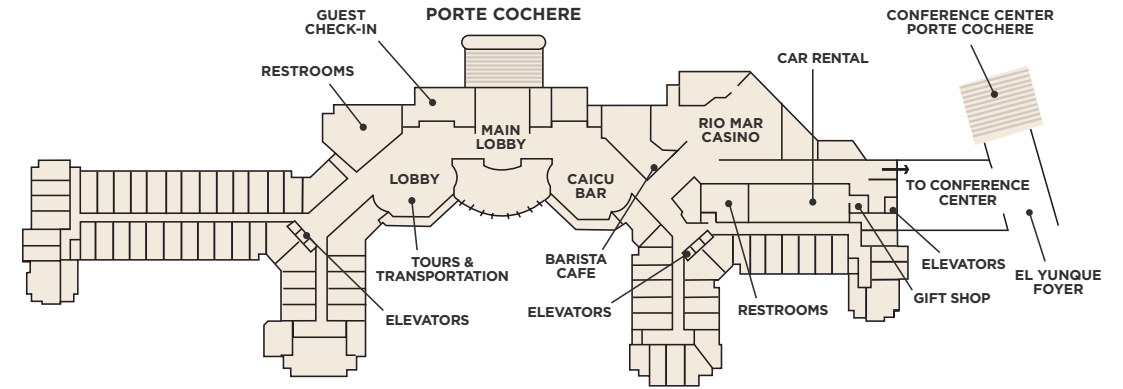 PORTE COCHERE
GUEST
CHECK-IN
RESTROOMS
CONFERENCE CENTER
PORTE COCHERE
CAR RENTAL
MAIN
LOBBY
RIO MAR
CASINO
LOBBY
CAICU
BAR
TO CONFERENCE
CENTER
TOURS &
TRANSPORTATION
BARISTA
CAFE
ELEVATORS
EL YUNQUE
FOYER
GIFT SHOP
ELEVATORS
ELEVATORS
RESTROOMS